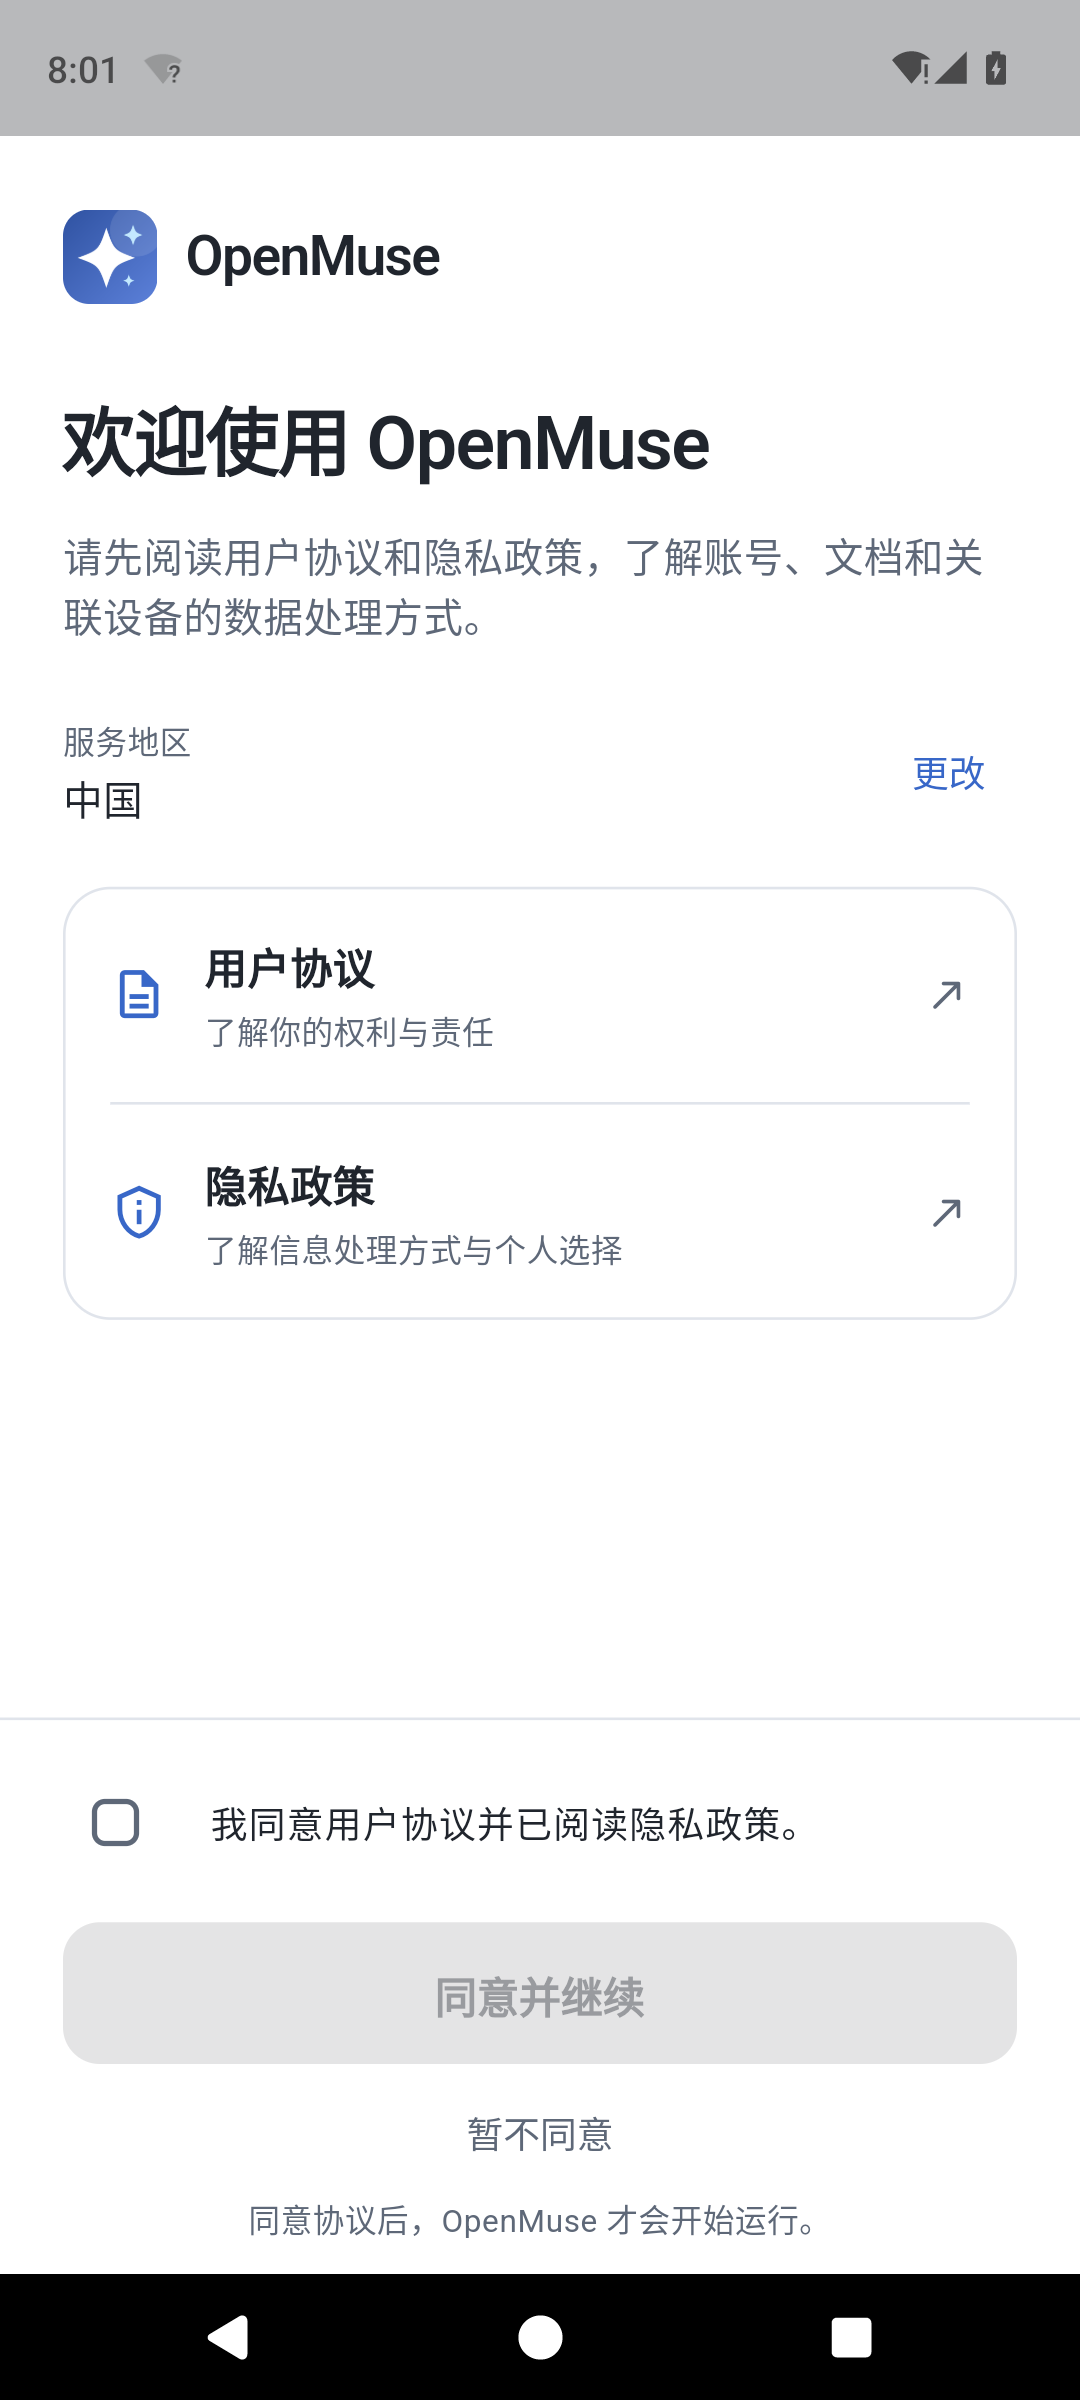 8:01
OpenMuse
欢迎使用 OpenMuse
请先阅读用户协议和隐私政策，了解账号、文档和关
联设备的数据处理方式。
服务地区
中国
更改
用户协议
了解你的权利与责任
隐私政策
了解信息处理方式与个人选择
我同意用户协议并已阅读隐私政策。
同意并继续
暂不同意
同意协议后，OpenMuse 才会开始运行。